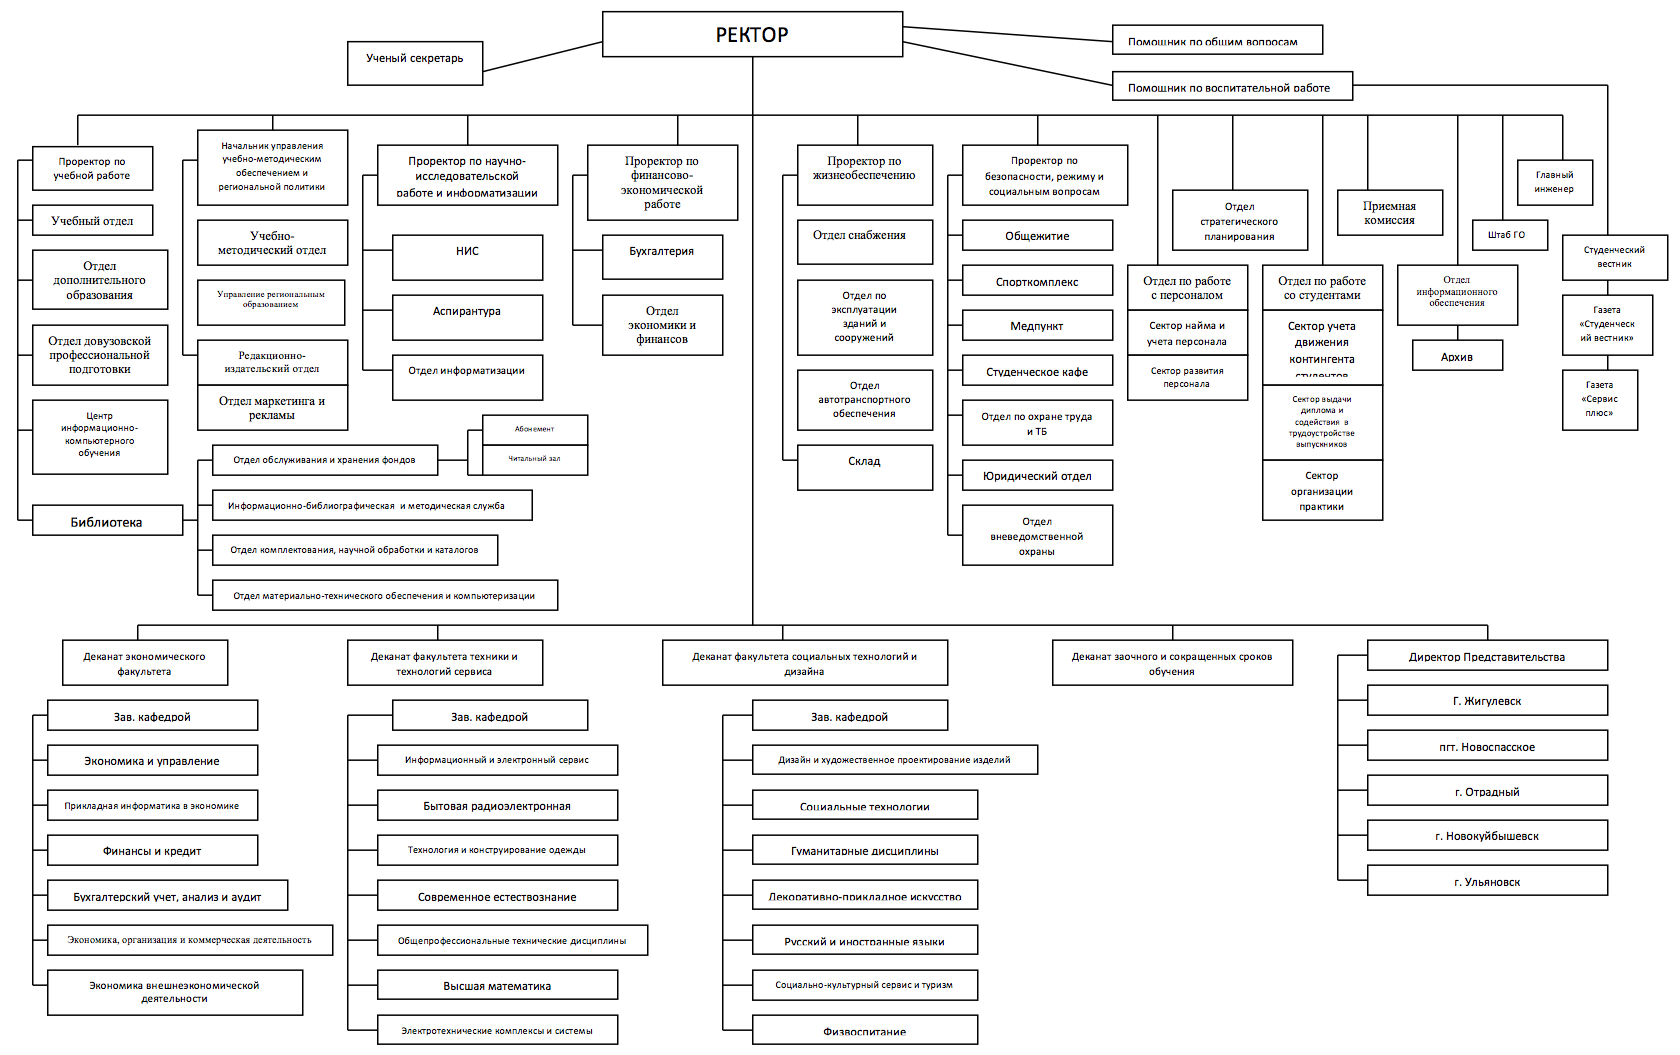 РЕКТОР
Ученый секретарь
Помощник по общим вопросам
Помощник по воспитательной работе
Проректор по
учебной работе
Учебный отдел
Отдел
дополнительного
образования
Отдел довузовской
профессиональной
подготовки
Центр
информационно-
компьютерного
обучения
Библиотека
Отдел обслуживания и хранения фондов
Абонемент
Читальный зал
Информационно-библиографическая и методическая служба
Отдел комплектования, научной обработки и каталогов
Отдел материально-технического обеспечения и компьютеризации
Начальник управления
учебно-методическим
обеспечением и
региональной политики
Учебно-
методический отдел
Управление региональным
образованием
Редакционно-
издательский отдел
Отдел маркетинга и
рекламы
Проректор по научно-
исследовательской
работе и информатизации
НИС
Аспирантура
Отдел информатизации
Проректор по
финансово-
экономической
работе
Бухгалтерия
Отдел
экономики и
финансов
Проректор по
жизнеобеспечению
Отдел снабжения
Отдел по
эксплуатации
зданий и
сооружений
Отдел
автотранспортного
обеспечения
Склад
Проректор по
безопасности, режиму и
социальным вопросам
Общежитие
Спорткомплекс
Медпункт
Студенческое кафе
Отдел по охране труда
и ТБ
Юридический отдел
Отдел
вневедомственной
охраны
Отдел по работе
с персоналом
Сектор найма и
учета персонала
Сектор развития
персонала
Отдел
стратегического
планирования
Отдел по работе
со студентами
Сектор учета
движения
контингента
студентов
Сектор выдачи
диплома и
содействия в
трудоустройстве
выпускников
Сектор
организации
практики
Приемная
комиссия
Отдел
информационного
обеспечения
Архив
Штаб ГО
Главный
инженер
Студенческий
вестник
Газета
«Студенческ
ий вестник»
Газета
«Сервис
плюс»
Деканат экономического
факультета
Зав. кафедрой
Экономика и управление
Прикладная информатика в экономике
Финансы и кредит
Бухгалтерский учет, анализ и аудит
Экономика, организация и коммерческая деятельность
Экономика внешнеэкономической
деятельности
Деканат факультета техники и
технологий сервиса
Зав. кафедрой
Информационный и электронный сервис
Бытовая радиоэлектронная
Технология и конструирование одежды
Современное естествознание
Общепрофессиональные технические дисциплины
Высшая математика
Электротехнические комплексы и системы
Деканат факультета социальных технологий и
дизайна
Зав. кафедрой
Дизайн и художественное проектирование изделий
Социальные технологии
Гуманитарные дисциплины
Декоративно-прикладное искусство
Русский и иностранные языки
Социально-культурный сервис и туризм
Физвоспитание
Деканат заочного и сокращенных сроков
обучения
Директор Представительства
Г. Жигулевск
пгт. Новоспасское
г. Отрадный
г. Новокуйбышевск
г. Ульяновск